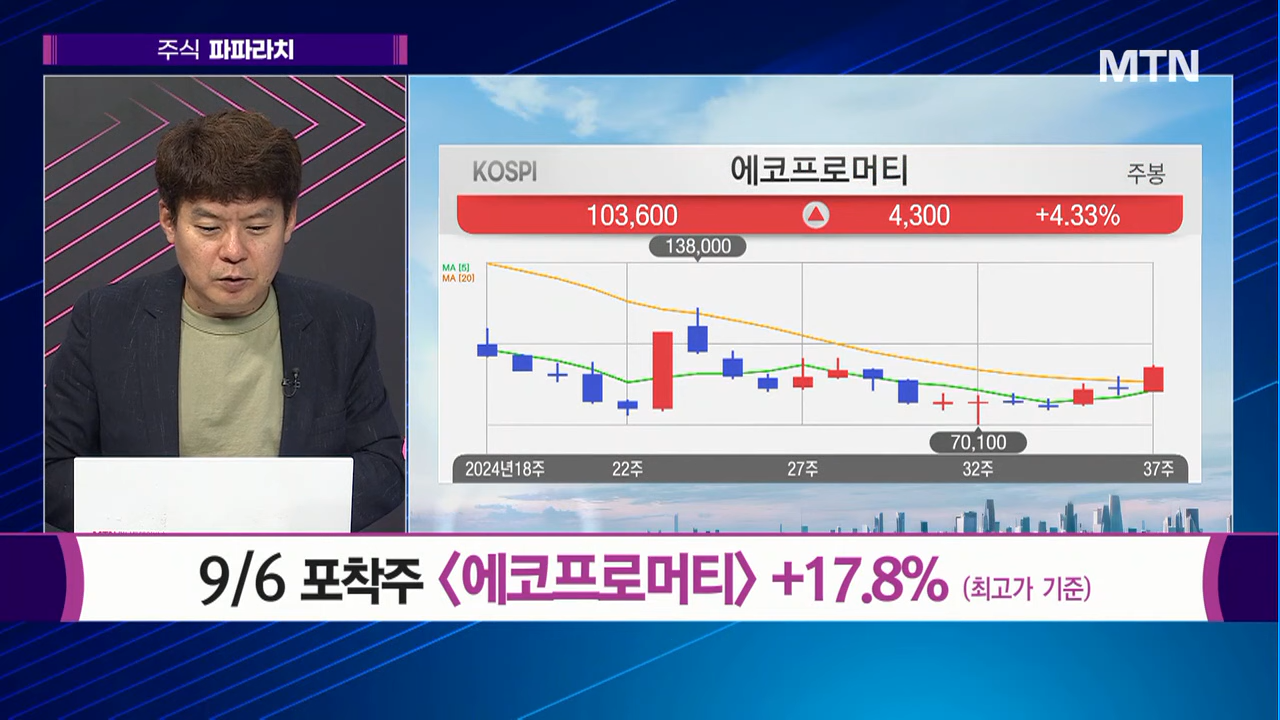 주식 파파라치
MTN
KOSPI 에코프로머티 주봉
103,600 4,300 +4.33%
138,000
MA [5]
MA [20]
70,100
2024년18주 22주 27주 32주 37주
9/6 포착주 <에코프로머티> +17.8% (최고가 기준)